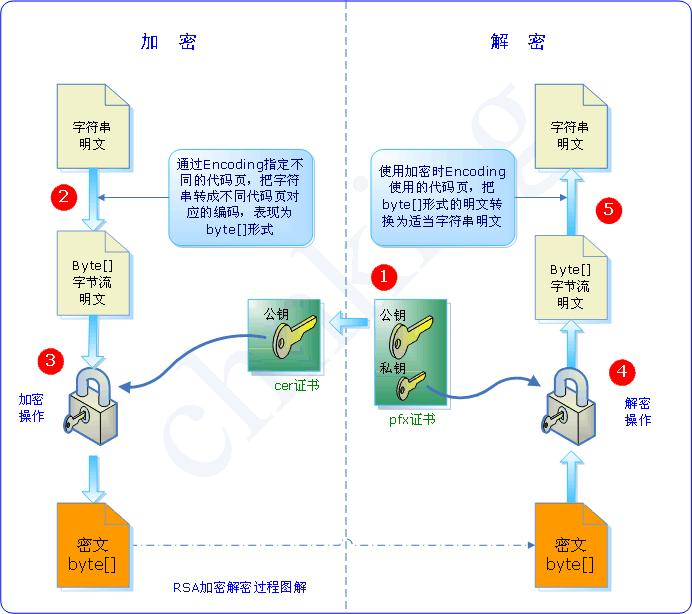 加 密
解 密
字符串
明文
字符串
明文
通过Encoding指定不
同的代码页，把字符
串转成不同代码页对
应的编码，表现为
byte[]形式
使用加密时Encoding
使用的代码页，把
byte[]形式的明文转
换为适当字符串明文
2
5
Byte[]
字节流
明文
Byte[]
字节流
明文
1
公钥
cer证书
公钥
私钥
pfx证书
3
加密
操作
4
解密
操作
密文
byte[]
密文
byte[]
RSA加密解密过程图解
chnking